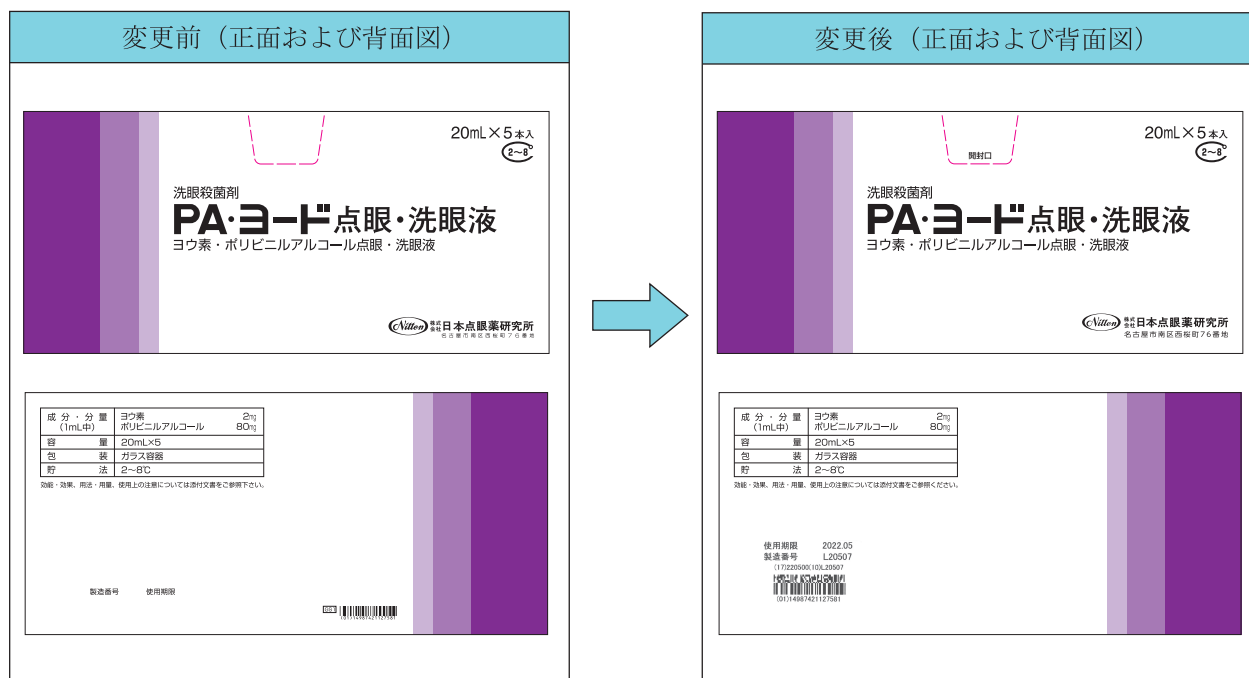 変更前（正面および背面図）
20mL×5本入
2～8°
洗眼殺菌剤
PA・ヨード点眼・洗眼液
ヨウ素・ポリビニルアルコール点眼・洗眼液
Nitten 株式会社日本点眼薬研究所
名古屋市南区西桜町76番地
成分・分量 ヨウ素 2mg
(1mL中) ポリビニルアルコール 80mg
容量 20mL×5
包装 ガラス容器
貯法 2～8℃
効能・効果、用法・用量、使用上の注意については添付文書をご参照下さい。
製造番号 使用期限
(01)14987421127581
変更後（正面および背面図）
開封口
20mL×5本入
2～8°
洗眼殺菌剤
PA・ヨード点眼・洗眼液
ヨウ素・ポリビニルアルコール点眼・洗眼液
Nitten 株式会社日本点眼薬研究所
名古屋市南区西桜町76番地
成分・分量 ヨウ素 2mg
(1mL中) ポリビニルアルコール 80mg
容量 20mL×5
包装 ガラス容器
貯法 2～8℃
効能・効果、用法・用量、使用上の注意については添付文書をご参照ください。
使用期限 2022.05
製造番号 L20507
(17)220500(10)L20507
(01)14987421127581